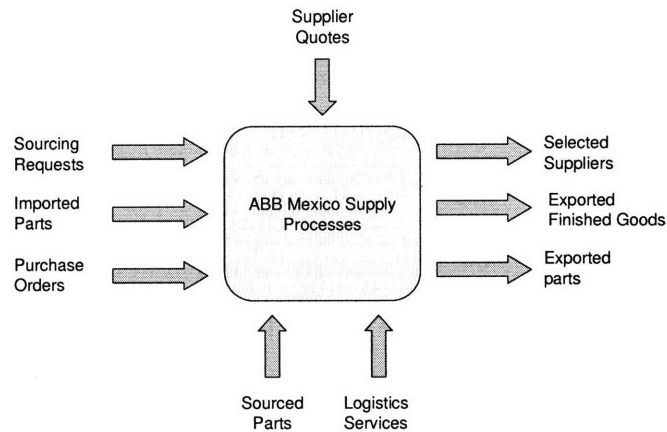 Supplier
Quotes
Sourcing
Requests
Imported
Parts
Purchase
Orders
ABB Mexico Supply
Processes
Selected
Suppliers
Exported
Finished Goods
Exported
parts
Sourced
Parts
Logistics
Services